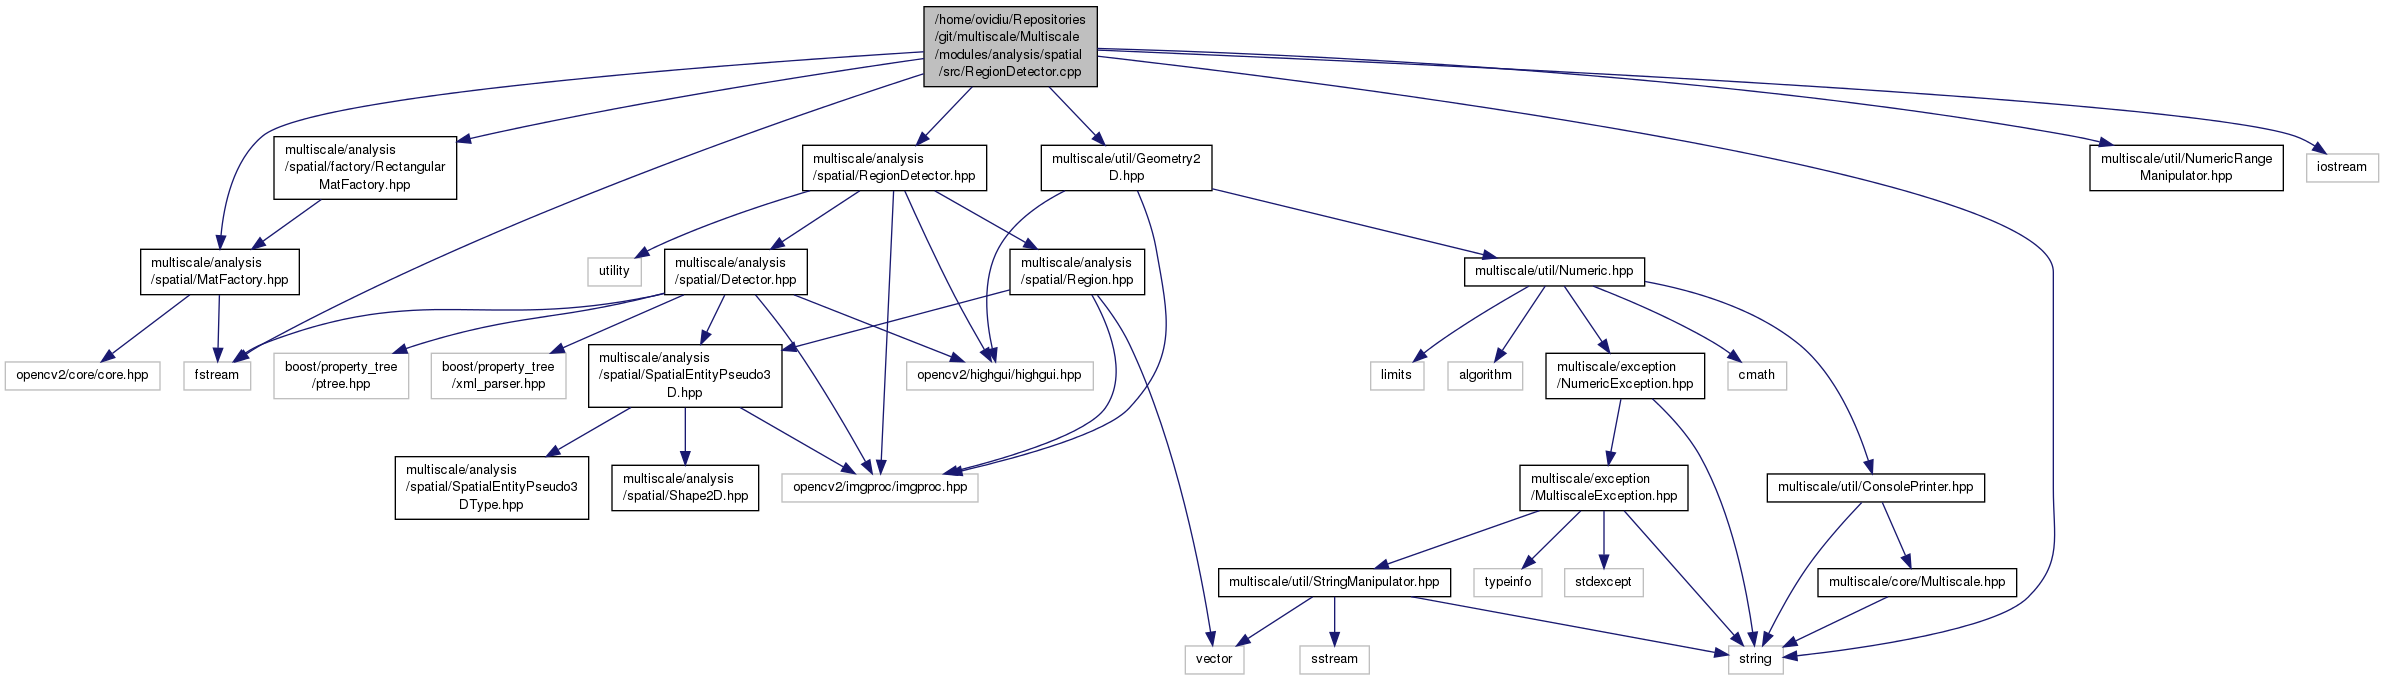 /home/ovidiu/Repositories
/git/multiscale/Multiscale
/modules/analysis/spatial
/src/RegionDetector.cpp
multiscale/analysis
/spatial/factory/Rectangular
MatFactory.hpp
multiscale/analysis
/spatial/RegionDetector.hpp
multiscale/util/Geometry2
D.hpp
multiscale/util/NumericRange
Manipulator.hpp
iostream
multiscale/analysis
/spatial/MatFactory.hpp
utility
multiscale/analysis
/spatial/Detector.hpp
multiscale/analysis
/spatial/Region.hpp
multiscale/util/Numeric.hpp
opencv2/core/core.hpp
fstream
boost/property_tree
/ptree.hpp
boost/property_tree
/xml_parser.hpp
multiscale/analysis
/spatial/SpatialEntityPseudo3
D.hpp
opencv2/highgui/highgui.hpp
limits
algorithm
multiscale/exception
/NumericException.hpp
cmath
multiscale/analysis
/spatial/SpatialEntityPseudo3
DType.hpp
multiscale/analysis
/spatial/Shape2D.hpp
opencv2/imgproc/imgproc.hpp
multiscale/exception
/MultiscaleException.hpp
multiscale/util/ConsolePrinter.hpp
multiscale/util/StringManipulator.hpp
typeinfo
stdexcept
multiscale/core/Multiscale.hpp
vector
sstream
string